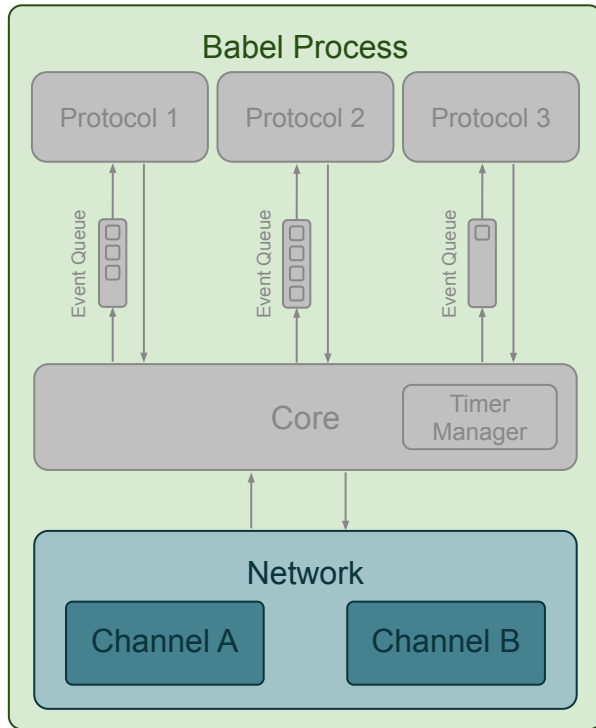 Babel Process
Protocol 1
Protocol 2
Protocol 3
Event Queue
Event Queue
Event Queue
Core
Timer
Manager
Network
Channel A
Channel B